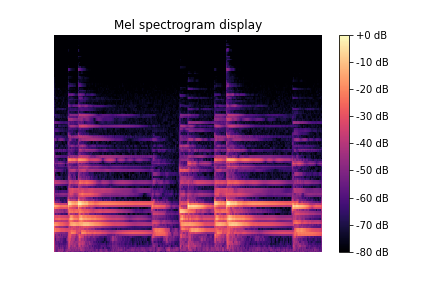 Mel spectrogram display
+0 dB
-10 dB
-20 dB
-30 dB
-40 dB
-50 dB
-60 dB
-70 dB
-80 dB